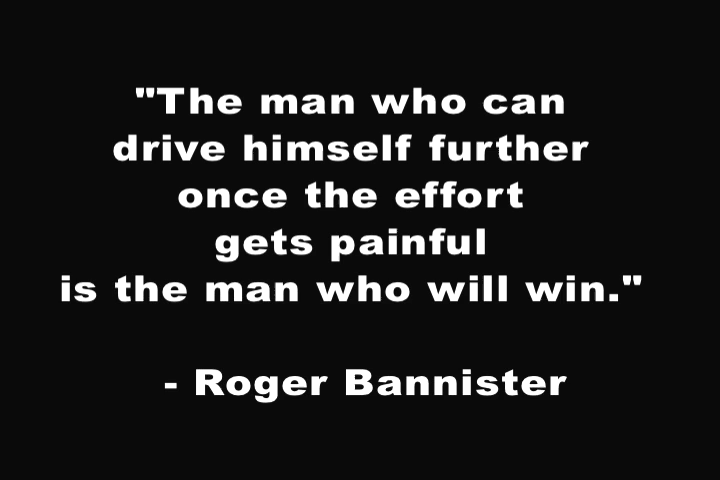 "The man who can
drive himself further
once the effort
gets painful
is the man who will win."
- Roger Bannister